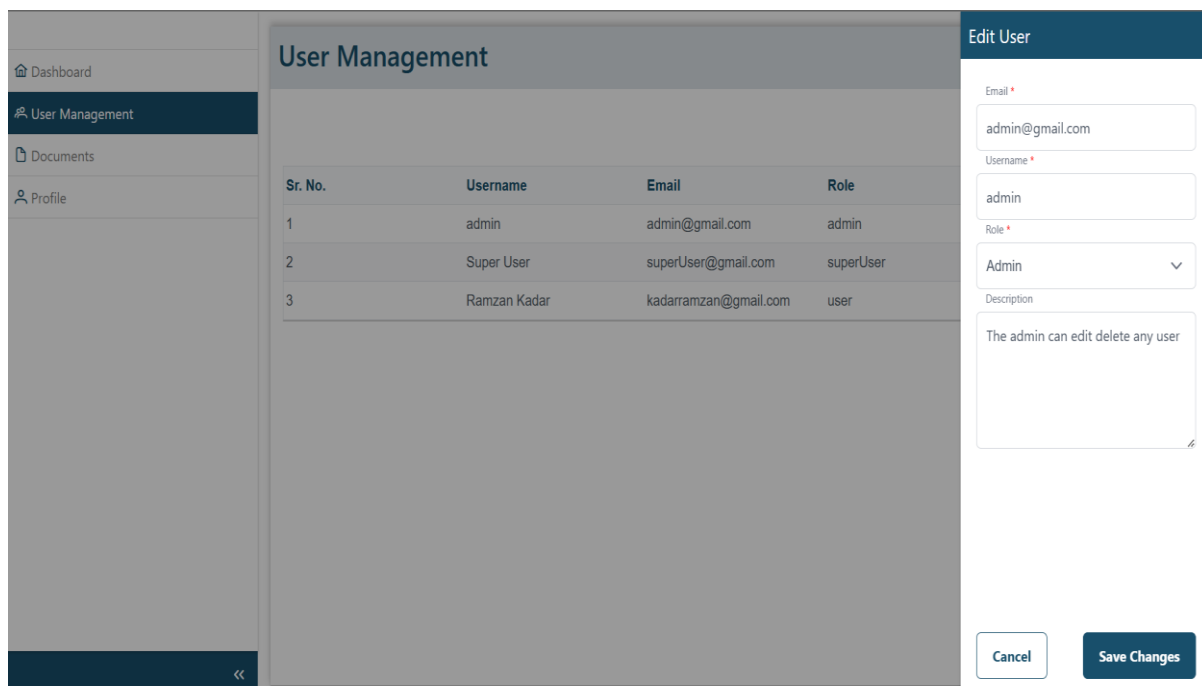 Dashboard
User Management
Documents
Profile
«
User Management
Sr. No. Username Email Role
1 admin admin@gmail.com admin
2 Super User superUser@gmail.com superUser
3 Ramzan Kadar kadarramzan@gmail.com user
Edit User
Email *
admin@gmail.com
Username *
admin
Role *
Admin
Description
The admin can edit delete any user
Cancel Save Changes